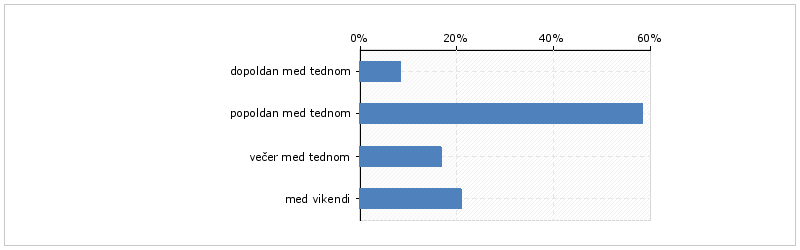 0% 20% 40% 60%
dopoldan med tednom
popoldan med tednom
večer med tednom
med vikendi